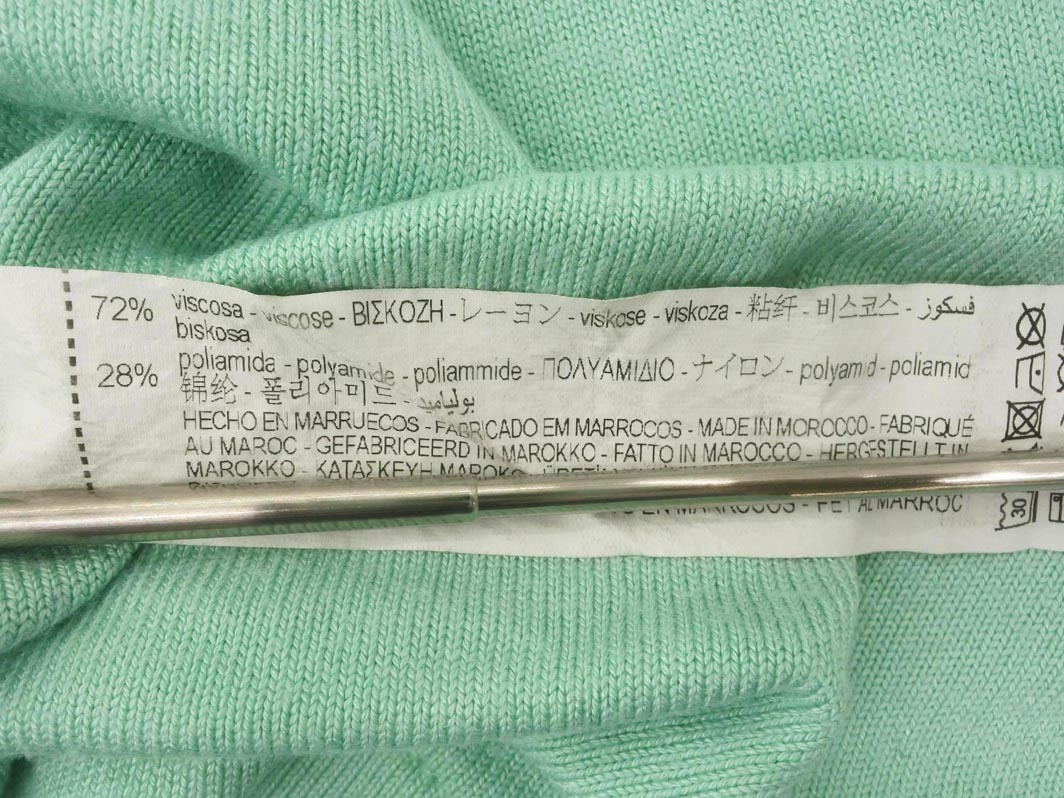 72% viscosa - viscose - ΒΙΣΚΟΖΗ - レーヨン - viskose - viskoza - 粘纤 - 비스코스 - فسكوز
biskosa
28% poliamida - polyamide - poliammide - ΠΟΛΥΑΜΙΔΙΟ - ナイロン - polyamid - poliamid
锦纶 - 폴리아미드 - بولياميد
HECHO EN MARRUECOS - FABRICADO EM MARROCOS - MADE IN MOROCCO - FABRIQUÉ
AU MAROC - GEFABRICEERD IN MAROKKO - FATTO IN MAROCCO - HERGESTELLT IN
MAROKKO - ΚΑΤΑΣΚΕΥΗ ΜΑΡΟΚΟ
EN MARROCOS - FET AL MARROC
30